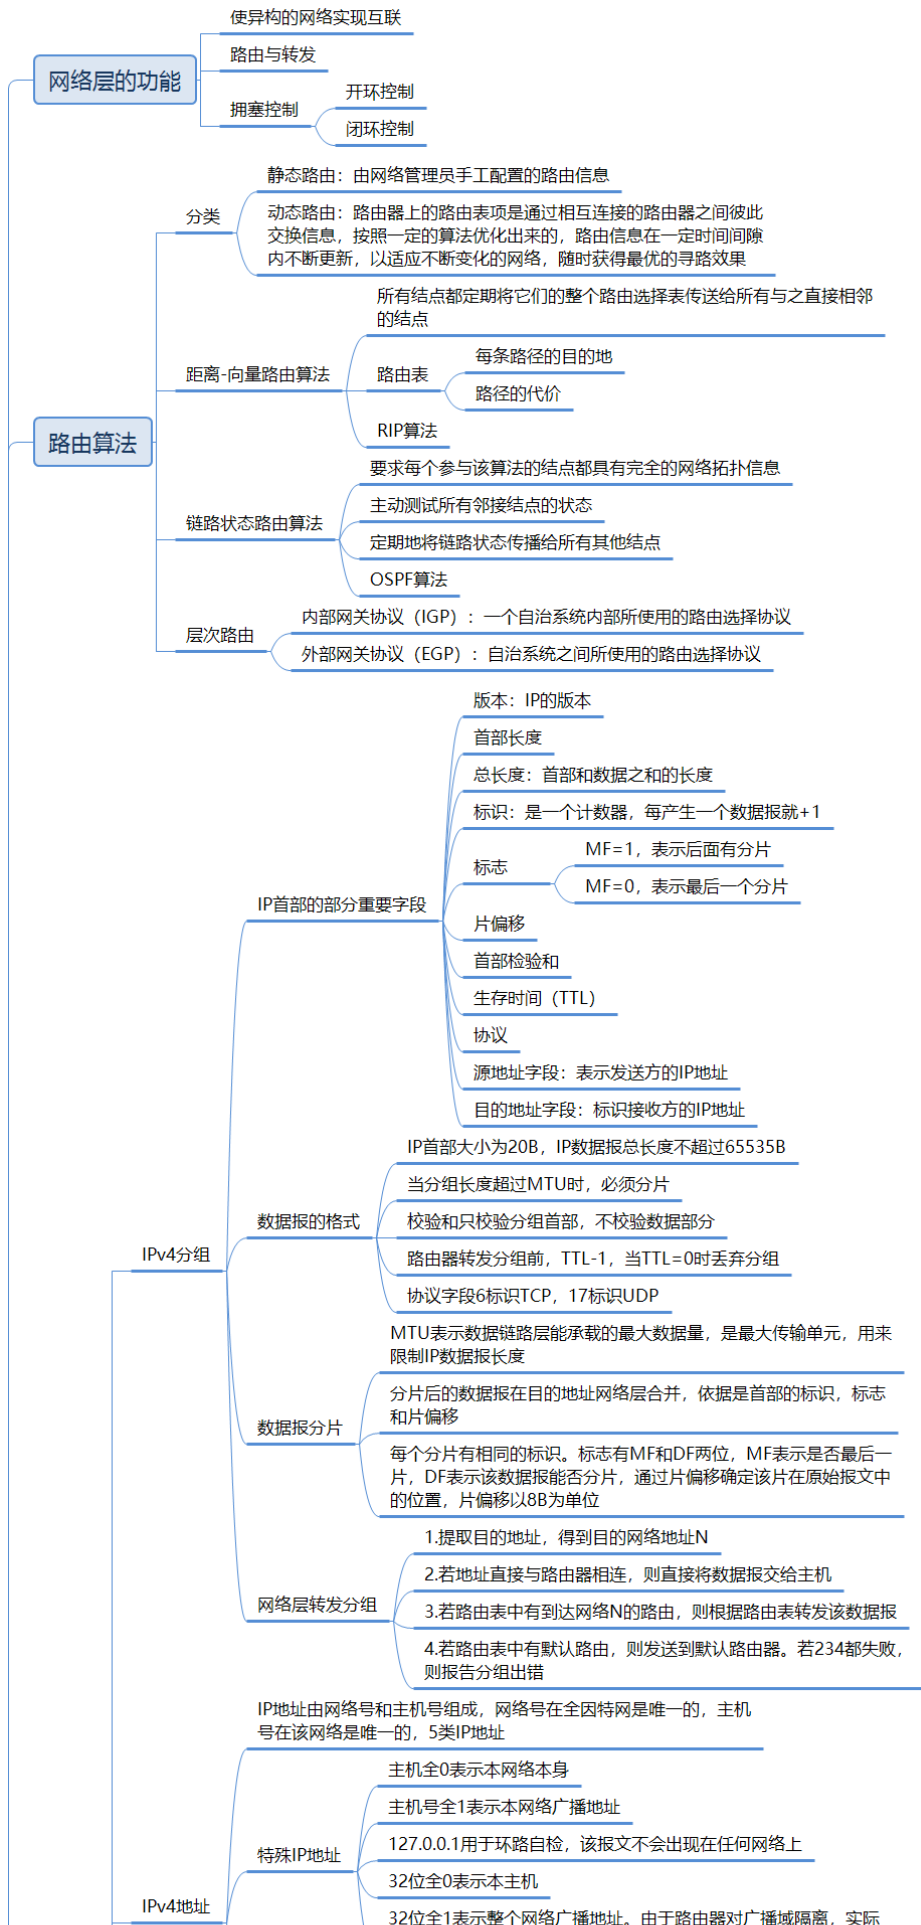 网络层的功能
使异构的网络实现互联
路由与转发
拥塞控制
开环控制
闭环控制
路由算法
分类
静态路由：由网络管理员手工配置的路由信息
动态路由：路由器上的路由表项是通过相互连接的路由器之间彼此
交换信息，按照一定的算法优化出来的，路由信息在一定时间间隙
内不断更新，以适应不断变化的网络，随时获得最优的寻路效果
距离-向量路由算法
所有结点都定期将它们的整个路由选择表传送给所有与之直接相邻
的结点
路由表
每条路径的目的地
路径的代价
RIP算法
链路状态路由算法
要求每个参与该算法的结点都具有完全的网络拓扑信息
主动测试所有邻接结点的状态
定期地将链路状态传播给所有其他结点
OSPF算法
层次路由
内部网关协议（IGP）：一个自治系统内部所使用的路由选择协议
外部网关协议（EGP）：自治系统之间所使用的路由选择协议
IPv4分组
IP首部的部分重要字段
版本：IP的版本
首部长度
总长度：首部和数据之和的长度
标识：是一个计数器，每产生一个数据报就+1
标志
MF=1，表示后面有分片
MF=0，表示最后一个分片
片偏移
首部检验和
生存时间（TTL）
协议
源地址字段：表示发送方的IP地址
目的地址字段：标识接收方的IP地址
数据报的格式
IP首部大小为20B，IP数据报总长度不超过65535B
当分组长度超过MTU时，必须分片
校验和只校验分组首部，不校验数据部分
路由器转发分组前，TTL-1，当TTL=0时丢弃分组
协议字段6标识TCP，17标识UDP
数据报分片
MTU表示数据链路层能承载的最大数据量，是最大传输单元，用来
限制IP数据报长度
分片后的数据报在目的地址网络层合并，依据是首部的标识，标志
和片偏移
每个分片有相同的标识。标志有MF和DF两位，MF表示是否最后一
片，DF表示该数据报能否分片，通过片偏移确定该片在原始报文中
的位置，片偏移以8B为单位
网络层转发分组
1.提取目的地址，得到目的网络地址N
2.若地址直接与路由器相连，则直接将数据报交给主机
3.若路由表中有到达网络N的路由，则根据路由表转发该数据报
4.若路由表中有默认路由，则发送到默认路由器。若234都失败，
则报告分组出错
IPv4地址
IP地址由网络号和主机号组成，网络号在全因特网是唯一的，主机
号在该网络是唯一的，5类IP地址
特殊IP地址
主机全0表示本网络本身
主机号全1表示本网络广播地址
127.0.0.1用于环路自检，该报文不会出现在任何网络上
32位全0表示本主机
32位全1表示整个网络广播地址。由于路由器对广播域隔离，实际